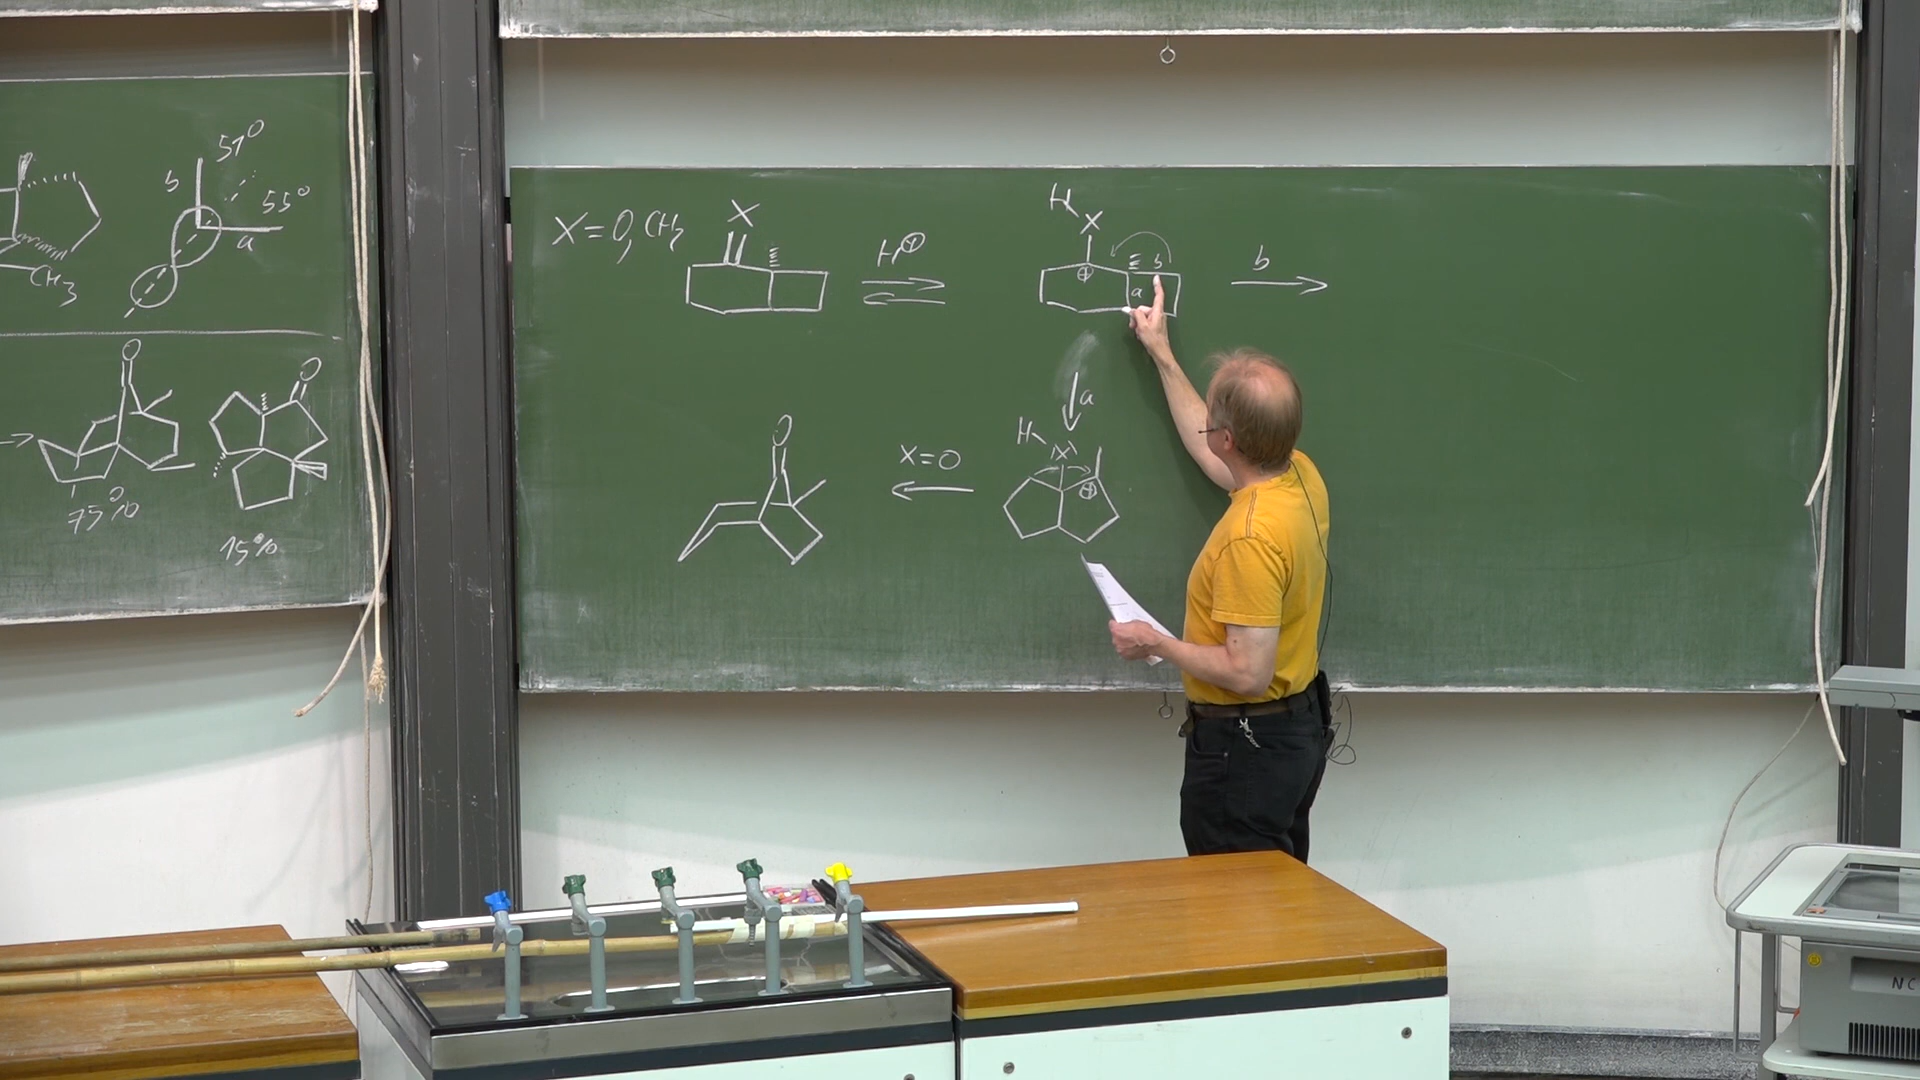 51°
b
55°
a
CH3
O
O
75%
15%
X=O, CH2
X
H⊕
H
X
⊕
b
a
b
a
H
(X)
⊕
X=O
O
NC